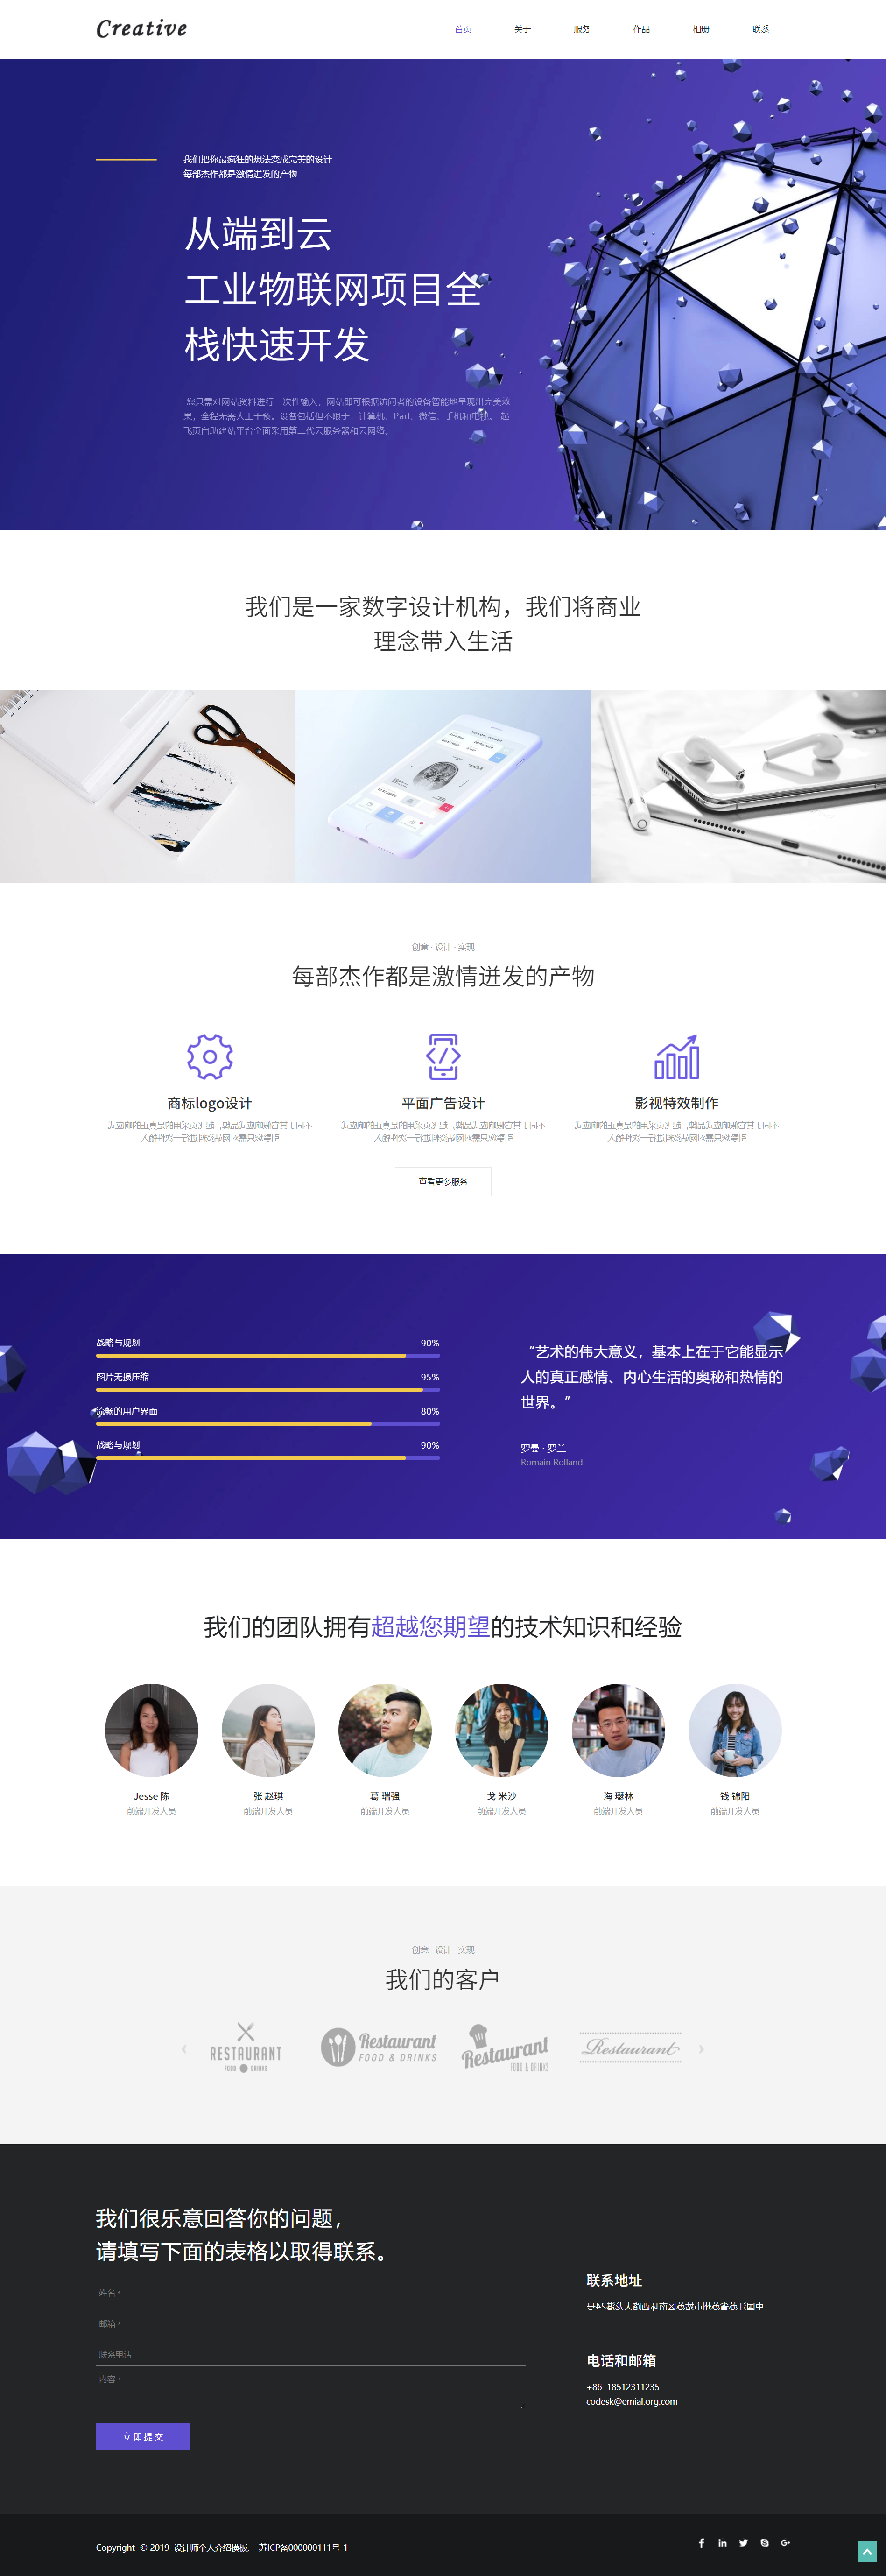 Creative
首页 关于 服务 作品 相册 联系
我们把你最疯狂的想法变成完美的设计
每部杰作都是激情迸发的产物
从端到云
工业物联网项目全
栈快速开发
您只需对网站资料进行一次性输入，网站即可根据访问者的设备智能地呈现出完美效
果，全程无需人工干预。设备包括但不限于：计算机、Pad、微信、手机和电视。 起
飞页自助建站平台全面采用第二代云服务器和云网络。
我们是一家数字设计机构，我们将商业
理念带入生活
创意 · 设计 · 实现
每部杰作都是激情迸发的产物
商标logo设计
平面广告设计
影视特效制作
查看更多服务
战略与规划 90%
图片无损压缩 95%
流畅的用户界面 80%
战略与规划 90%
“艺术的伟大意义，基本上在于它能显示
人的真正感情、内心生活的奥秘和热情的
世界。”
罗曼 · 罗兰
Romain Rolland
我们的团队拥有超越您期望的技术知识和经验
Jesse 陈
前端开发人员
张 赵琪
前端开发人员
葛 瑞强
前端开发人员
戈 米沙
前端开发人员
海 璟林
前端开发人员
钱 锦阳
前端开发人员
创意 · 设计 · 实现
我们的客户
RESTAURANT
FOOD DRINKS
Restaurant
FOOD & DRINKS
Restaurant
FOOD & DRINKS
Restaurant
我们很乐意回答你的问题，
请填写下面的表格以取得联系。
姓名 *
邮箱 *
联系电话
内容 *
立即提交
联系地址
电话和邮箱
+86 18512311235
codesk@emial.org.com
Copyright © 2019 设计师个人介绍模板. 苏ICP备000000111号-1